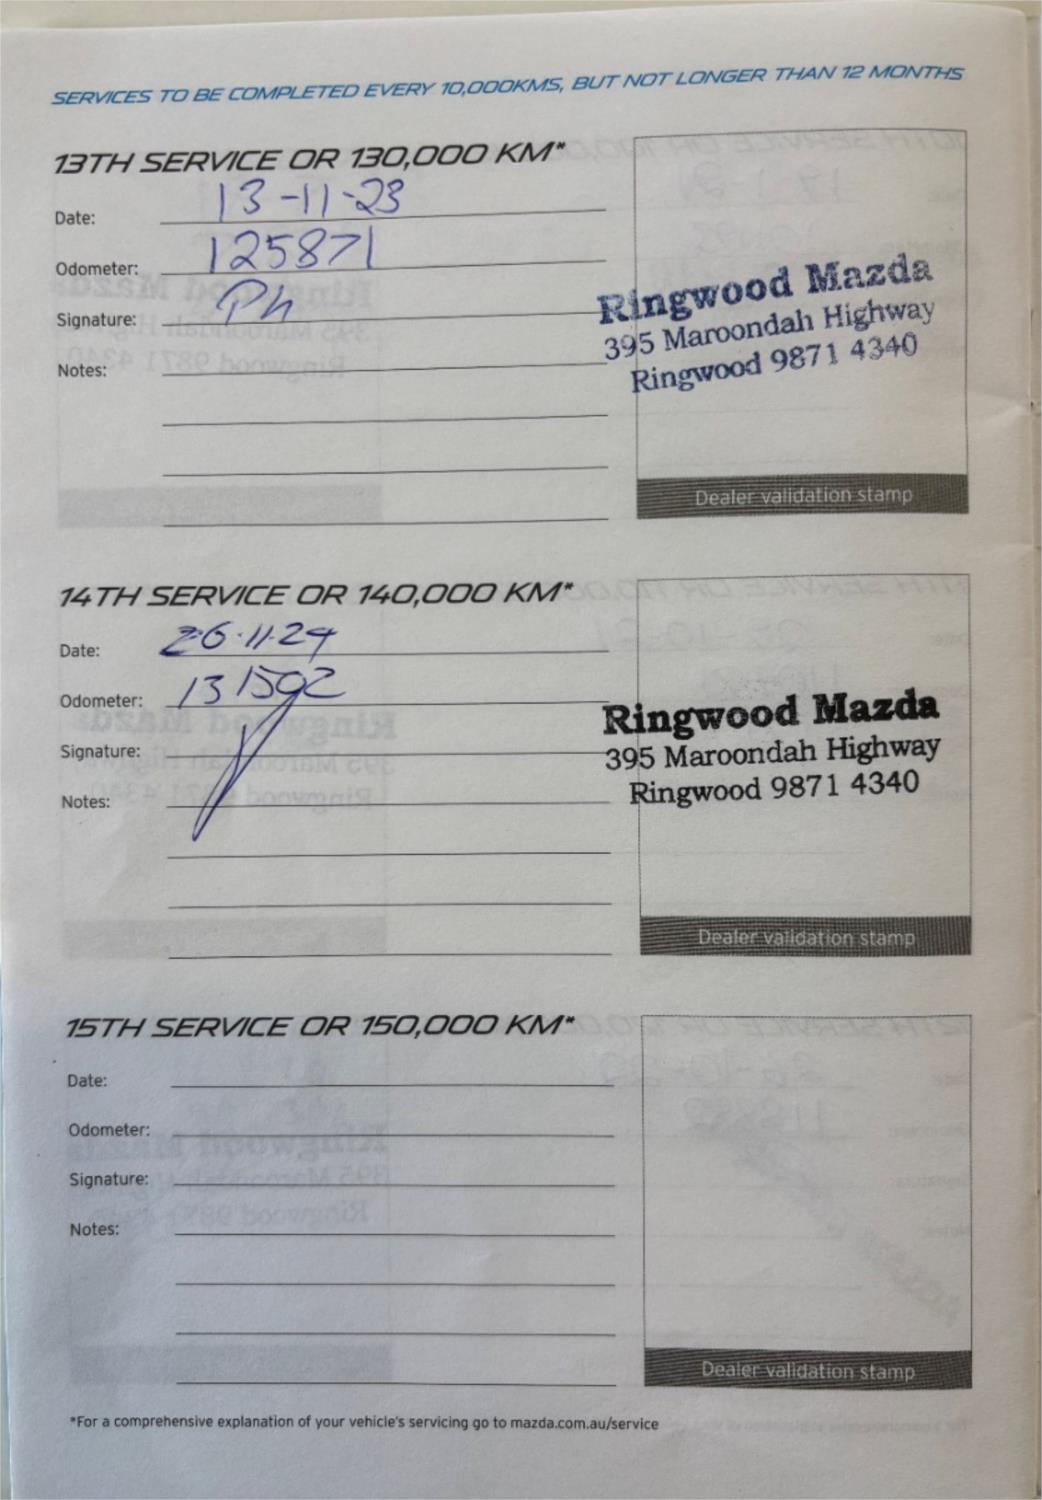 SERVICES TO BE COMPLETED EVERY 10,000KMS, BUT NOT LONGER THAN 12 MONTHS
13TH SERVICE OR 130,000 KM*
Date: 13-11-23
Odometer: 125871
Signature: Ph
Notes:
Ringwood Mazda
395 Maroondah Highway
Ringwood 9871 4340
Dealer validation stamp
14TH SERVICE OR 140,000 KM*
Date: 26·11·24
Odometer: 131592
Signature:
Notes:
Ringwood Mazda
395 Maroondah Highway
Ringwood 9871 4340
Dealer validation stamp
15TH SERVICE OR 150,000 KM*
Date:
Odometer:
Signature:
Notes:
Dealer validation stamp
*For a comprehensive explanation of your vehicle's servicing go to mazda.com.au/service